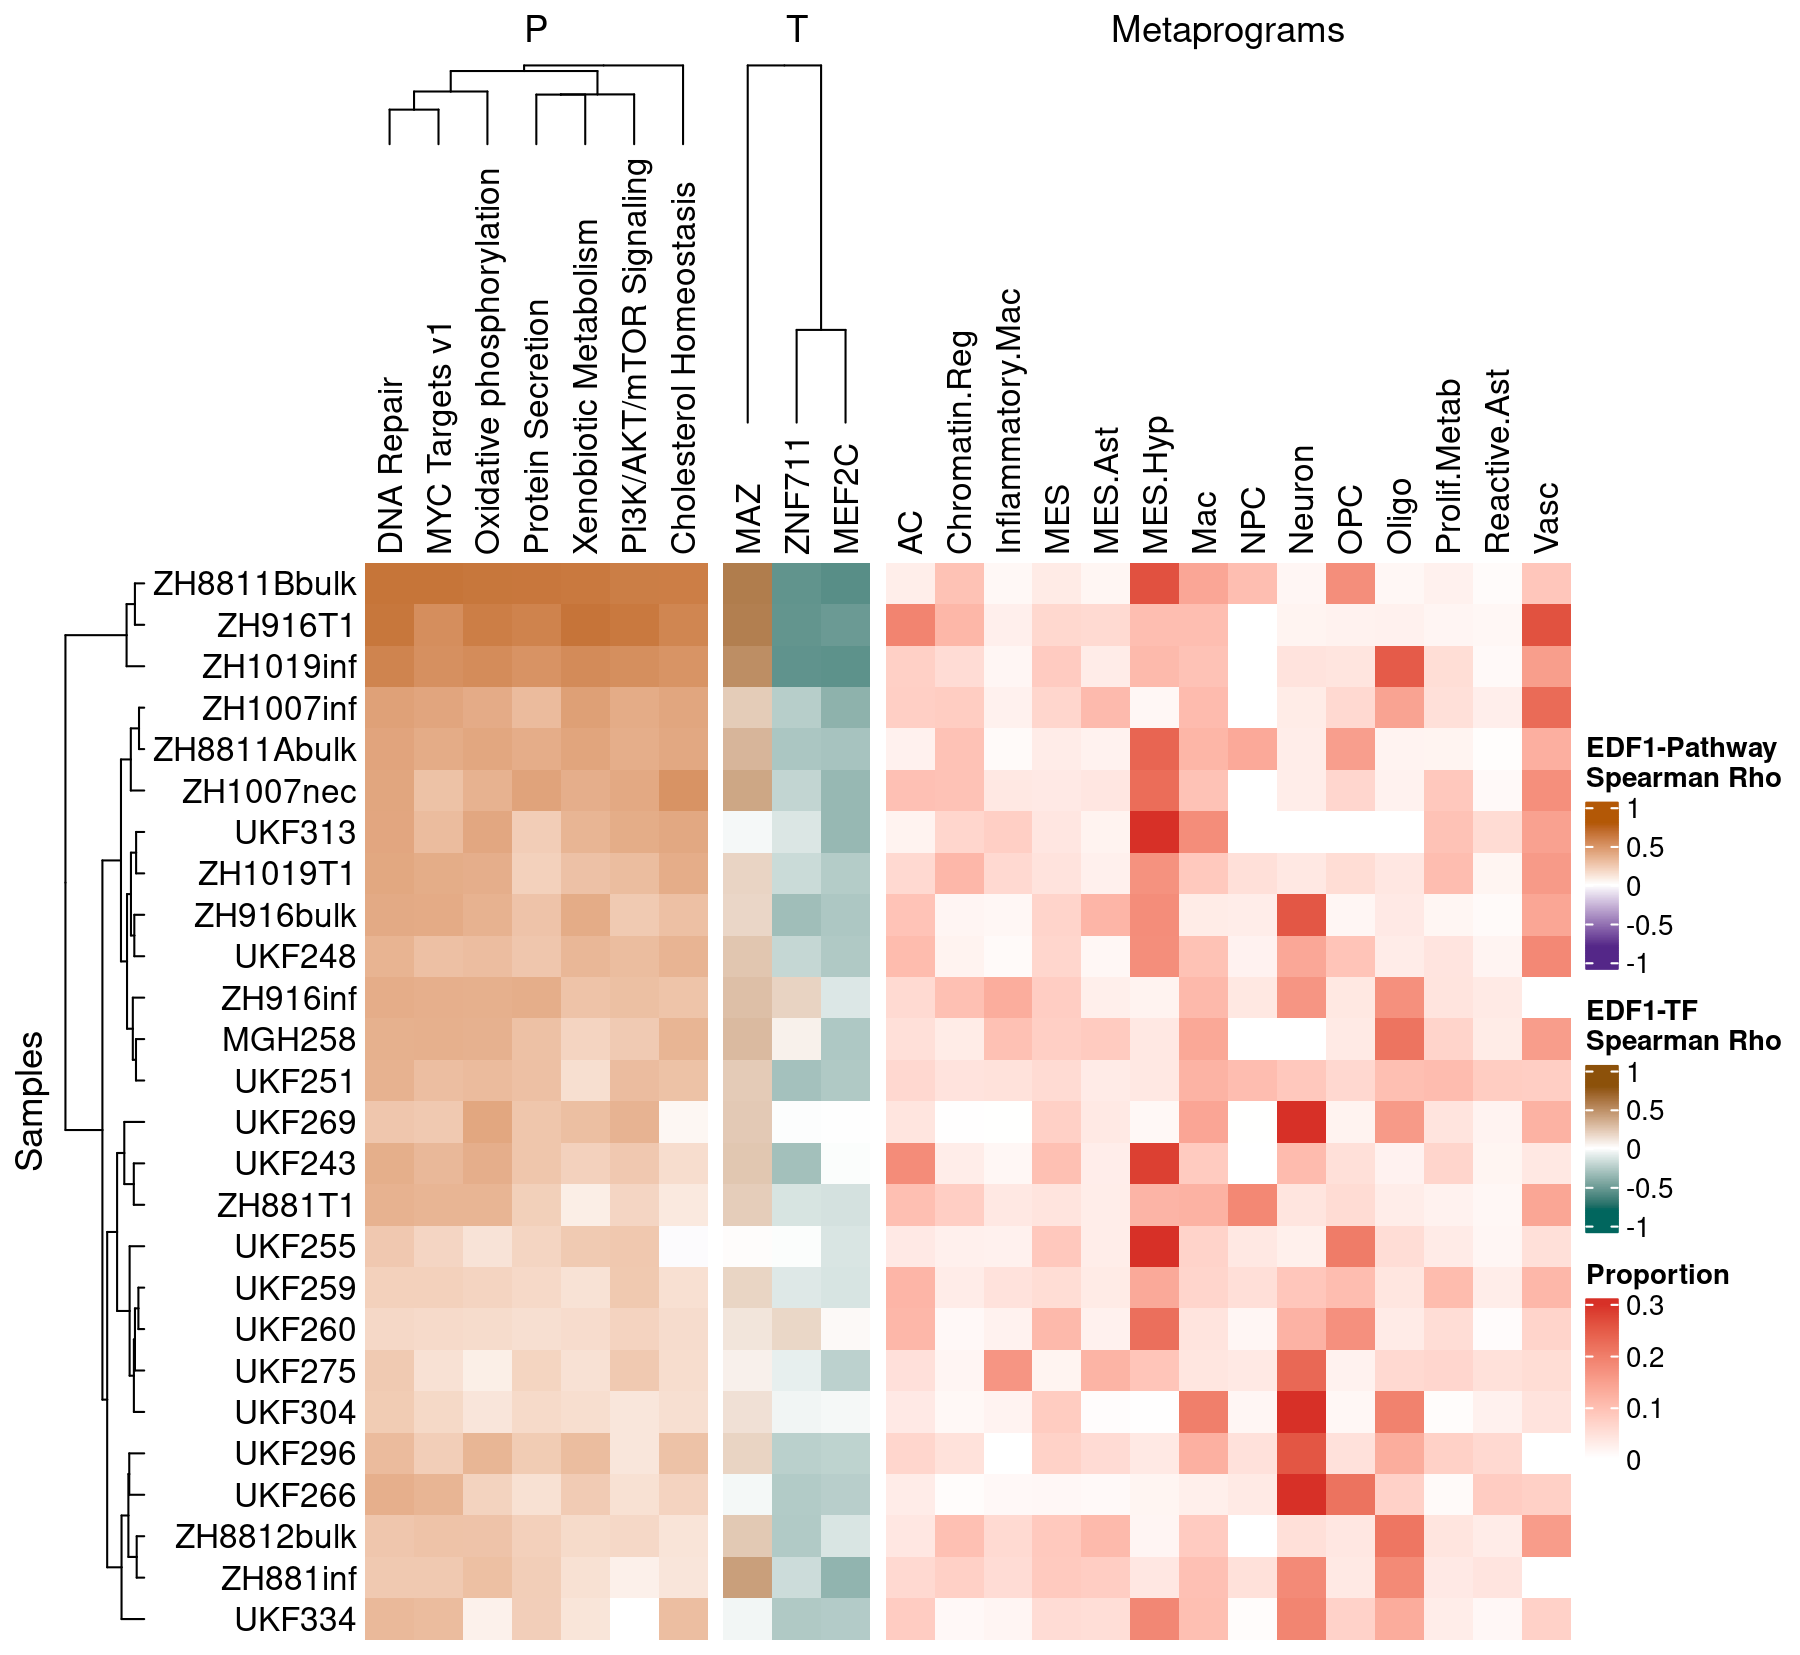 P
T
Metaprograms
DNA Repair
MYC Targets v1
Oxidative phosphorylation
Protein Secretion
Xenobiotic Metabolism
PI3K/AKT/mTOR Signaling
Cholesterol Homeostasis
MAZ
ZNF711
MEF2C
AC
Chromatin.Reg
Inflammatory.Mac
MES
MES.Ast
MES.Hyp
Mac
NPC
Neuron
OPC
Oligo
Prolif.Metab
Reactive.Ast
Vasc
Samples
ZH8811Bbulk
ZH916T1
ZH1019inf
ZH1007inf
ZH8811Abulk
ZH1007nec
UKF313
ZH1019T1
ZH916bulk
UKF248
ZH916inf
MGH258
UKF251
UKF269
UKF243
ZH881T1
UKF255
UKF259
UKF260
UKF275
UKF304
UKF296
UKF266
ZH8812bulk
ZH881inf
UKF334
EDF1-Pathway
Spearman Rho
1
0.5
0
-0.5
-1
EDF1-TF
Spearman Rho
1
0.5
0
-0.5
-1
Proportion
0.3
0.2
0.1
0